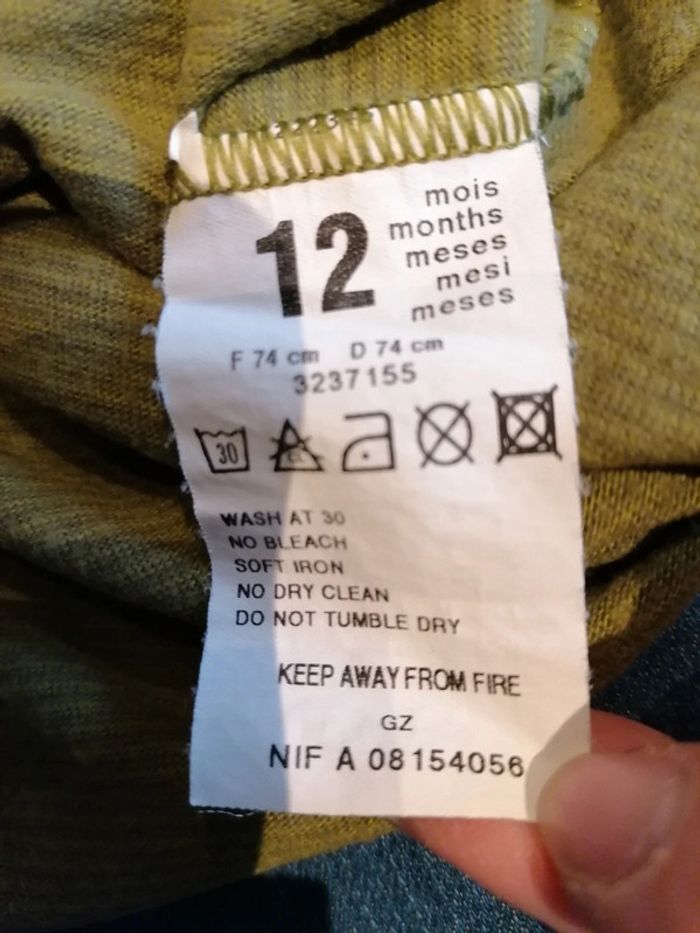 12 mois
months
meses
mesi
meses
F 74 cm D 74 cm
3237155
30 CL
WASH AT 30
NO BLEACH
SOFT IRON
NO DRY CLEAN
DO NOT TUMBLE DRY
KEEP AWAY FROM FIRE
GZ
NIF A 08154056